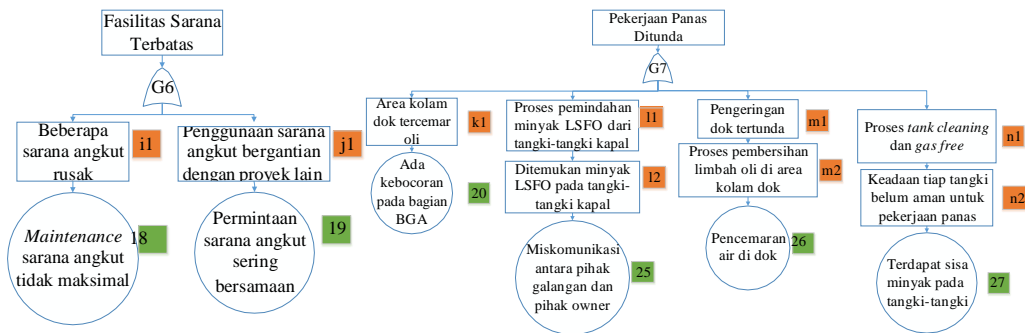 Fasilitas Sarana
Terbatas
G6
Beberapa
sarana angkut
rusak
i1
Penggunaan sarana
angkut bergantian
dengan proyek lain
j1
Maintenance
sarana angkut
tidak maksimal
18
Permintaan
sarana angkut
sering
bersamaan
19
Pekerjaan Panas
Ditunda
G7
Area kolam
dok tercemar
oli
k1
Ada
kebocoran
pada bagian
BGA
20
Proses pemindahan
minyak LSFO dari
tangki-tangki kapal
l1
Ditemukan minyak
LSFO pada tangki-
tangki kapal
l2
Miskomunikasi
antara pihak
galangan dan
pihak owner
25
Pengeringan
dok tertunda
m1
Proses pembersihan
limbah oli di area
kolam dok
m2
Pencemaran
air di dok
26
Proses tank cleaning
dan gas free
n1
Keadaan tiap tangki
belum aman untuk
pekerjaan panas
n2
Terdapat sisa
minyak pada
tangki-tangki
27